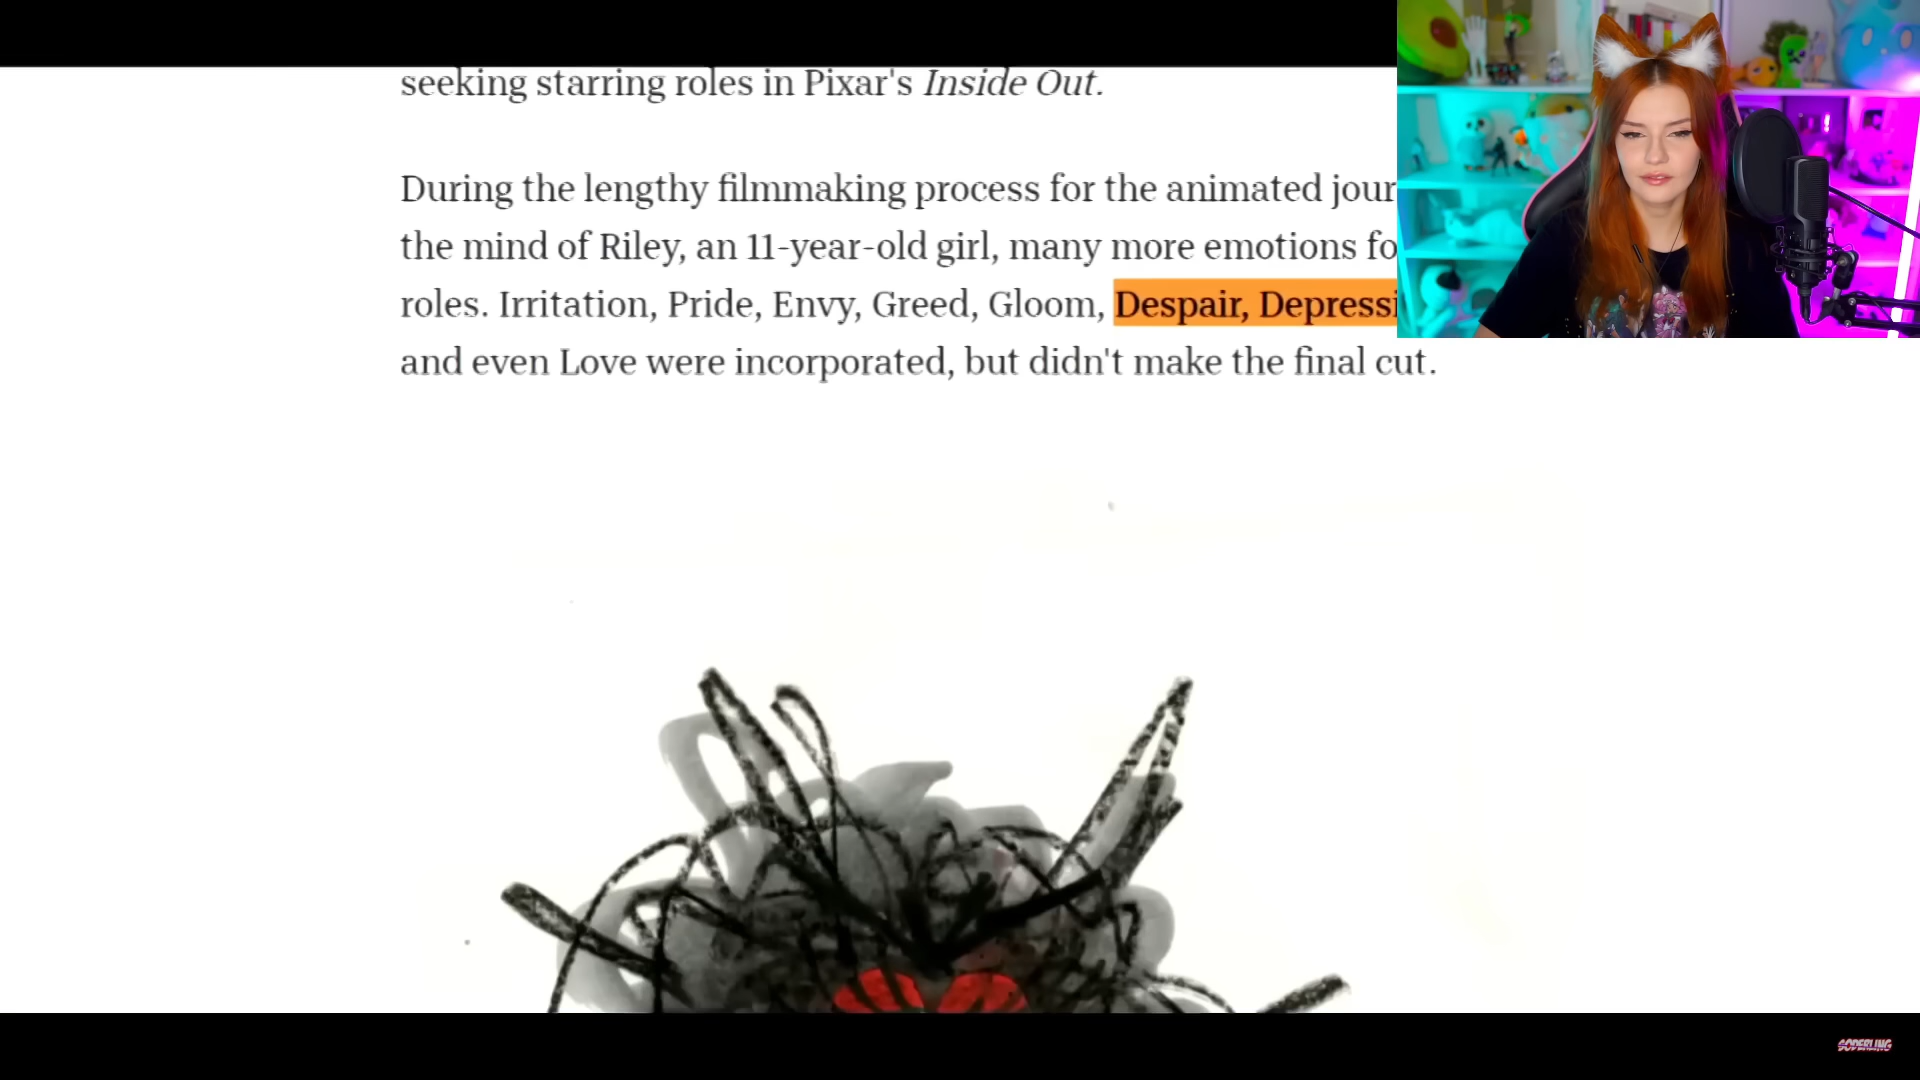 seeking starring roles in Pixar's Inside Out.
During the lengthy filmmaking process for the animated jour
the mind of Riley, an 11-year-old girl, many more emotions fo
roles. Irritation, Pride, Envy, Greed, Gloom, Despair, Depressi
and even Love were incorporated, but didn't make the final cut.
SODERLING